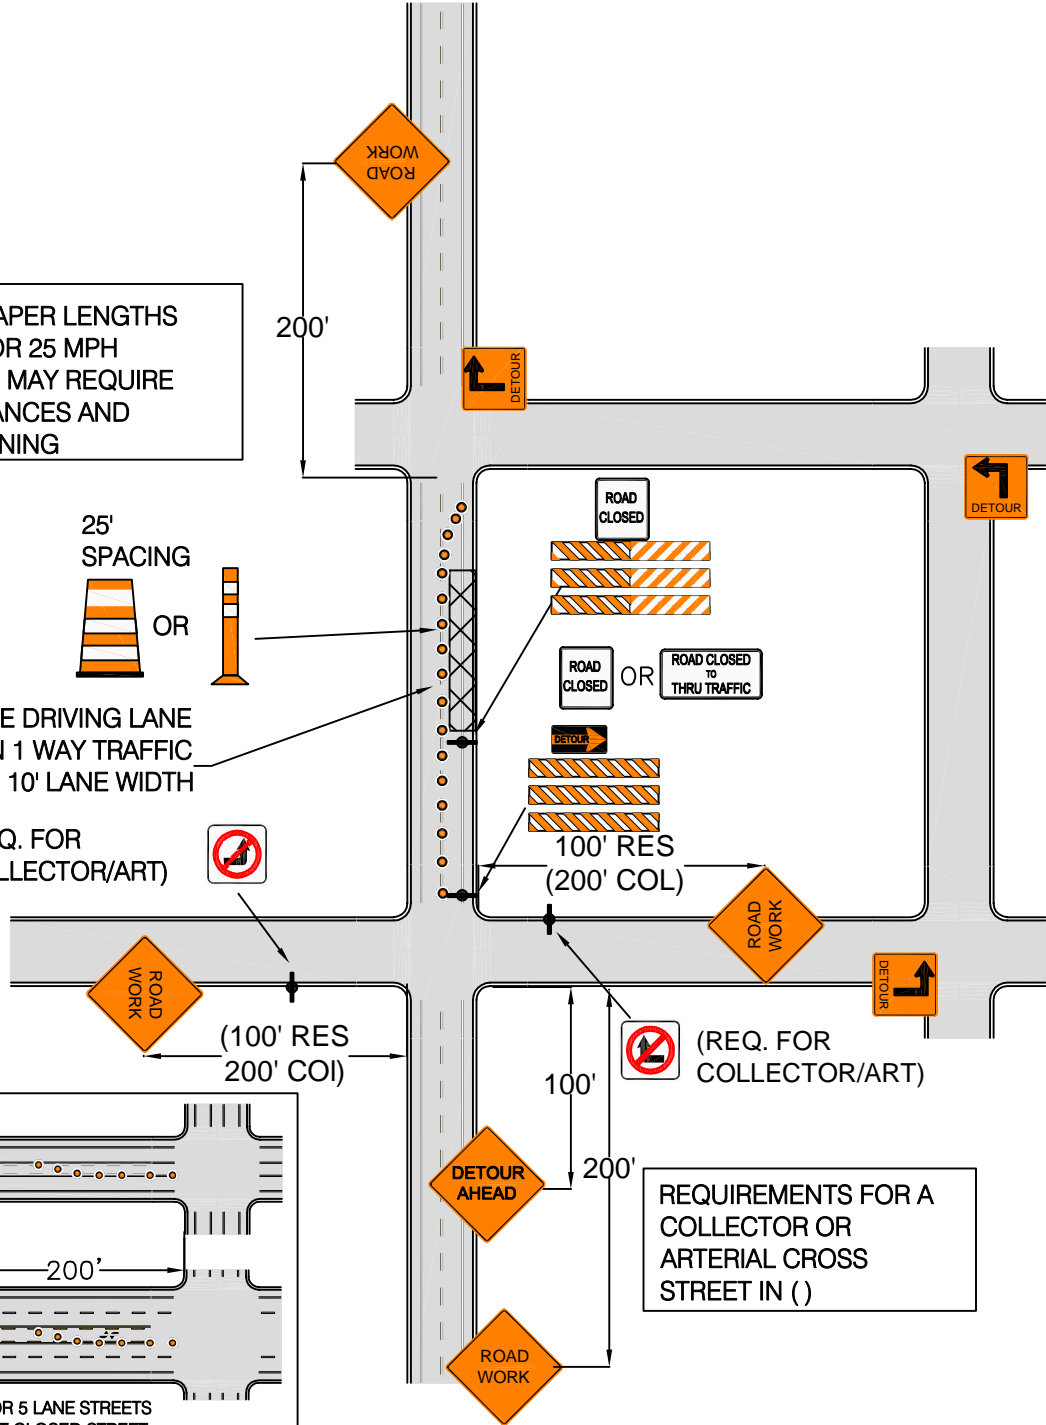 ROAD
WORK
200'
APER LENGTHS
OR 25 MPH
MAY REQUIRE
ANCES AND
NING
DETOUR
DETOUR
ROAD
CLOSED
25'
SPACING
OR
ROAD
CLOSED
OR
ROAD CLOSED
TO
THRU TRAFFIC
E DRIVING LANE
N 1 WAY TRAFFIC
10' LANE WIDTH
DETOUR
Q. FOR
LLECTOR/ART)
100' RES
(200' COL)
ROAD
WORK
ROAD
WORK
DETOUR
(100' RES
200' COl)
(REQ. FOR
COLLECTOR/ART)
100'
DETOUR
AHEAD
200'
REQUIREMENTS FOR A
COLLECTOR OR
ARTERIAL CROSS
STREET IN ( )
200'
ROAD
WORK
OR 5 LANE STREETS